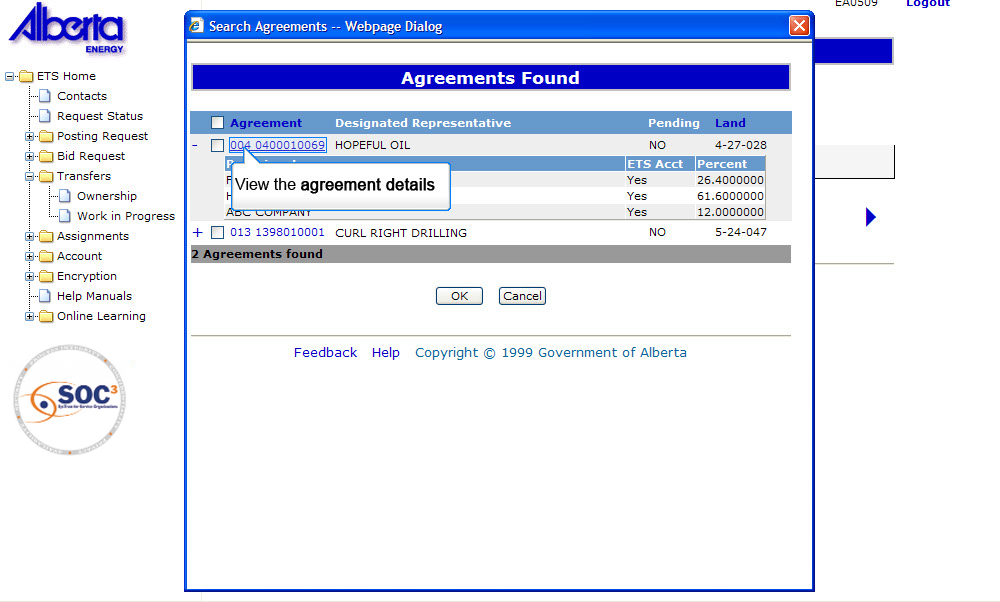 Alberta
ENERGY
EA0509 Logout
Search Agreements -- Webpage Dialog
ETS Home
Contacts
Request Status
Posting Request
Bid Request
Transfers
Ownership
Work in Progress
Assignments
Account
Encryption
Help Manuals
Online Learning
SOC3
SysTrust for Service Organizations
Agreements Found
Agreement Designated Representative Pending Land
- 004 0400010069 HOPEFUL OIL NO 4-27-028
ETS Acct Percent
Yes 26.4000000
Yes 61.6000000
ABC COMPANY Yes 12.0000000
View the agreement details
+ 013 1398010001 CURL RIGHT DRILLING NO 5-24-047
2 Agreements found
OK Cancel
Feedback Help Copyright © 1999 Government of Alberta